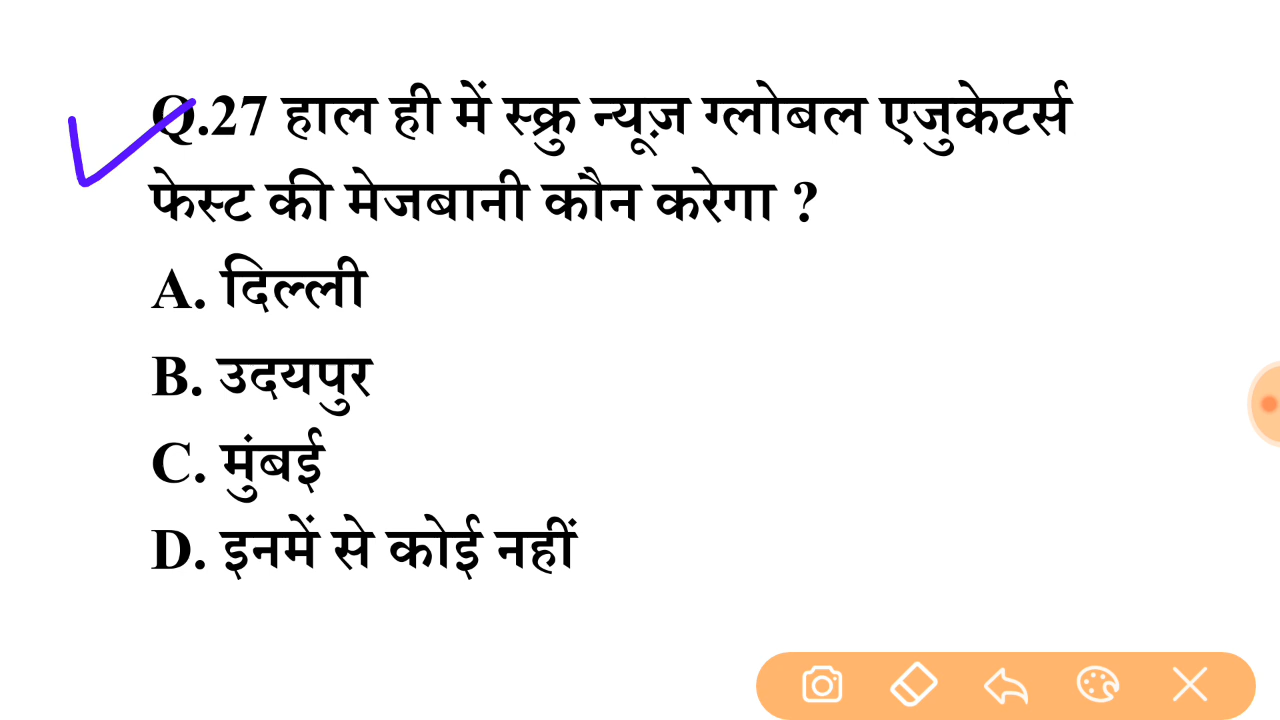 Q.27 हाल ही में स्क्रु न्यूज़ ग्लोबल एजुकेटर्स
फेस्ट की मेजबानी कौन करेगा ?
A. दिल्ली
B. उदयपुर
C. मुंबई
D. इनमें से कोई नहीं